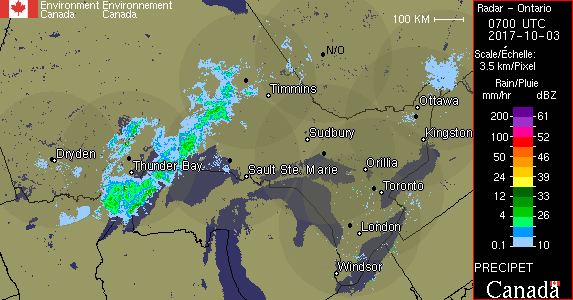 Environment Environnement
Canada Canada
100 KM
N/O
Timmins
Ottawa
Sudbury
Kingston
Dryden
Thunder Bay
Sault Ste. Marie
Orillia
Toronto
London
Windsor
Radar - Ontario
0700 UTC
2017-10-03
Scale/Échelle:
3.5 km/Pixel
Rain/Pluie
mm/hr dBZ
200 61
100 52
50 46
24 39
12 33
4 26
0.1 10
PRECIPET
Canada